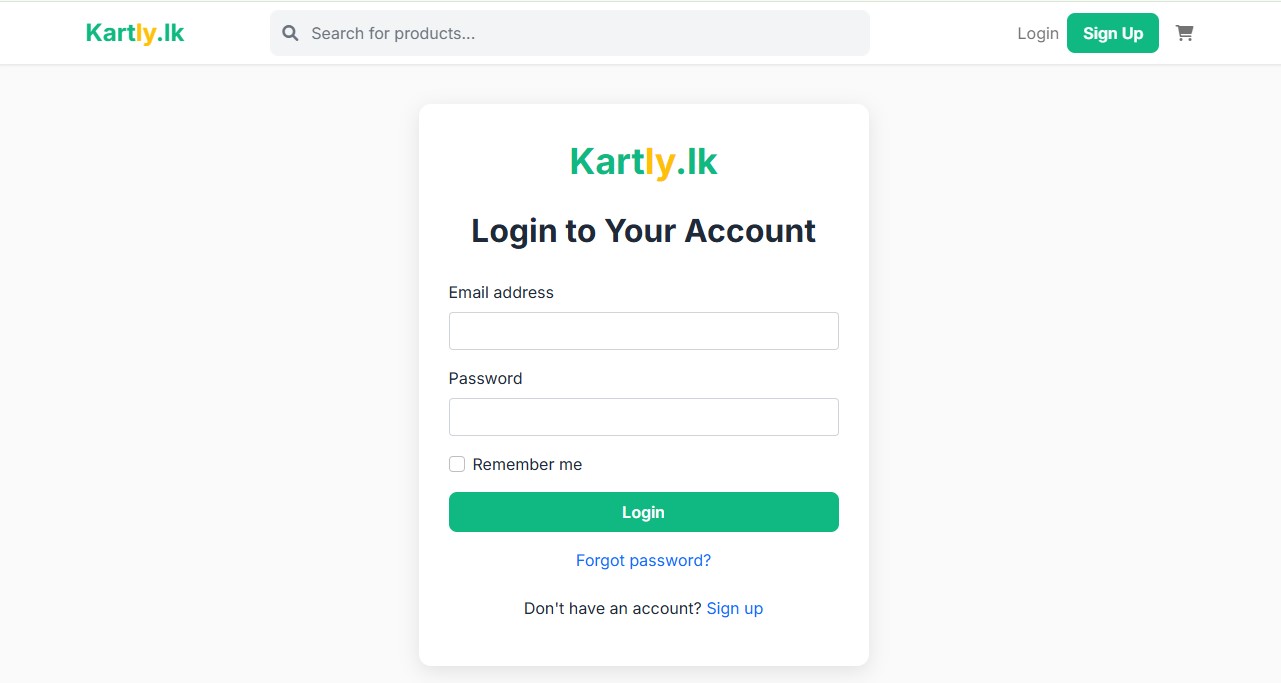 Kartly.lk
Search for products...
Login
Sign Up
Kartly.lk
Login to Your Account
Email address
Password
Remember me
Login
Forgot password?
Don't have an account? Sign up